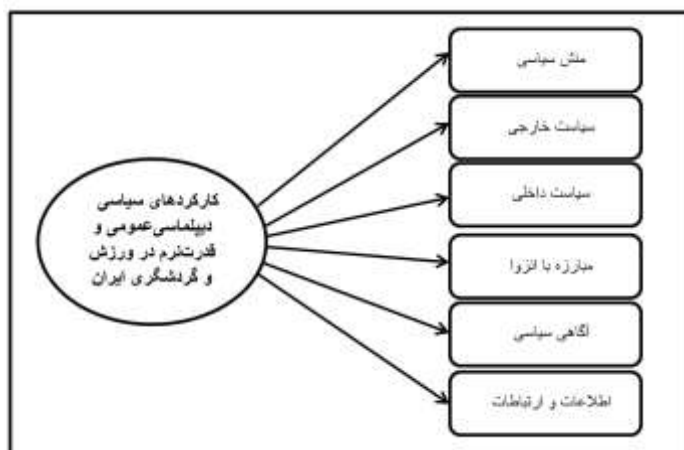 کارکردهای سیاسی
دیپلماسی‌عمومی و
قدرت‌نرم در ورزش
و گردشگری ایران
منش سیاسی
سیاست خارجی
سیاست داخلی
مبارزه با انزوا
آگاهی سیاسی
اطلاعات و ارتباطات